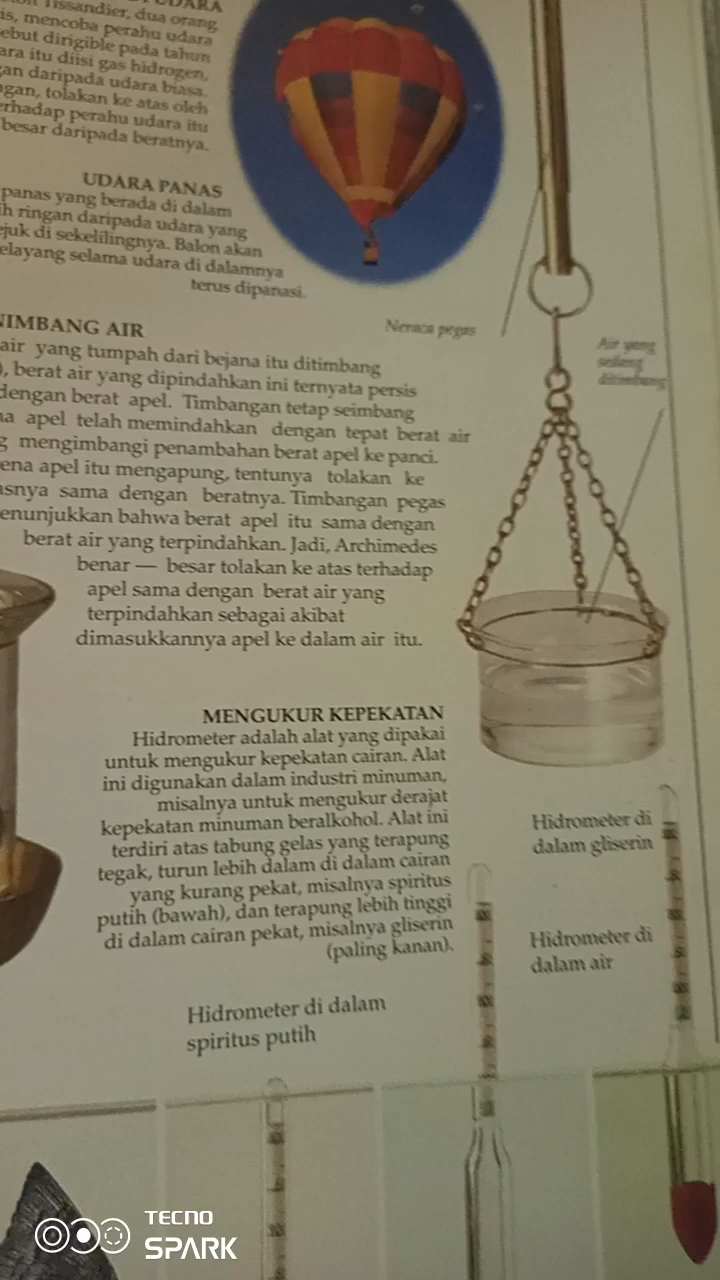 UDARA
Tissandier, dua orang
is, mencoba perahu udara
ebut dirigible pada tahun
ara itu diisi gas hidrogen,
gan daripada udara biasa.
ngan, tolakan ke atas oleh
erhadap perahu udara itu
besar daripada beratnya.
UDARA PANAS
panas yang berada di dalam
ih ringan daripada udara yang
ejuk di sekelilingnya. Balon akan
elayang selama udara di dalamnya
terus dipanasi.
Neraca pegas
Air yang
sedang
ditimbang
NIMBANG AIR
air yang tumpah dari bejana itu ditimbang
), berat air yang dipindahkan ini ternyata persis
dengan berat apel. Timbangan tetap seimbang
na apel telah memindahkan dengan tepat berat air
g mengimbangi penambahan berat apel ke panci.
ena apel itu mengapung, tentunya tolakan ke
asnya sama dengan beratnya. Timbangan pegas
enunjukkan bahwa berat apel itu sama dengan
berat air yang terpindahkan. Jadi, Archimedes
benar — besar tolakan ke atas terhadap
apel sama dengan berat air yang
terpindahkan sebagai akibat
dimasukkannya apel ke dalam air itu.
MENGUKUR KEPEKATAN
Hidrometer adalah alat yang dipakai
untuk mengukur kepekatan cairan. Alat
ini digunakan dalam industri minuman,
misalnya untuk mengukur derajat
kepekatan minuman beralkohol. Alat ini
terdiri atas tabung gelas yang terapung
tegak, turun lebih dalam di dalam cairan
yang kurang pekat, misalnya spiritus
putih (bawah), dan terapung lebih tinggi
di dalam cairan pekat, misalnya gliserin
(paling kanan).
Hidrometer di
dalam gliserin
Hidrometer di
dalam air
Hidrometer di dalam
spiritus putih
TECNO
SPARK